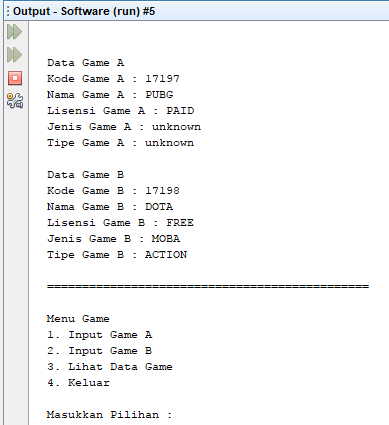 Output - Software (run) #5
Data Game A
Kode Game A : 17197
Nama Game A : PUBG
Lisensi Game A : PAID
Jenis Game A : unknown
Tipe Game A : unknown
Data Game B
Kode Game B : 17198
Nama Game B : DOTA
Lisensi Game B : FREE
Jenis Game B : MOBA
Tipe Game B : ACTION
==============================================
Menu Game
1. Input Game A
2. Input Game B
3. Lihat Data Game
4. Keluar
Masukkan Pilihan :